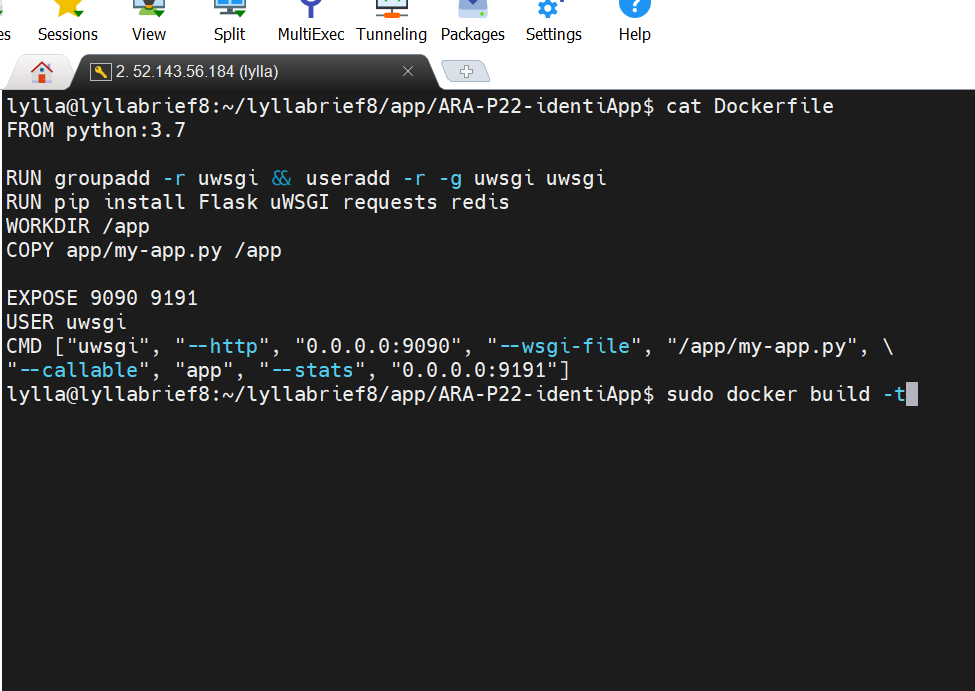 es Sessions View Split MultiExec Tunneling Packages Settings Help
2. 52.143.56.184 (lylla)
lylla@lyllabrief8:~/lyllabrief8/app/ARA-P22-identiApp$ cat Dockerfile
FROM python:3.7
RUN groupadd -r uwsgi && useradd -r -g uwsgi uwsgi
RUN pip install Flask uWSGI requests redis
WORKDIR /app
COPY app/my-app.py /app
EXPOSE 9090 9191
USER uwsgi
CMD ["uwsgi", "--http", "0.0.0.0:9090", "--wsgi-file", "/app/my-app.py", \
"--callable", "app", "--stats", "0.0.0.0:9191"]
lylla@lyllabrief8:~/lyllabrief8/app/ARA-P22-identiApp$ sudo docker build -t